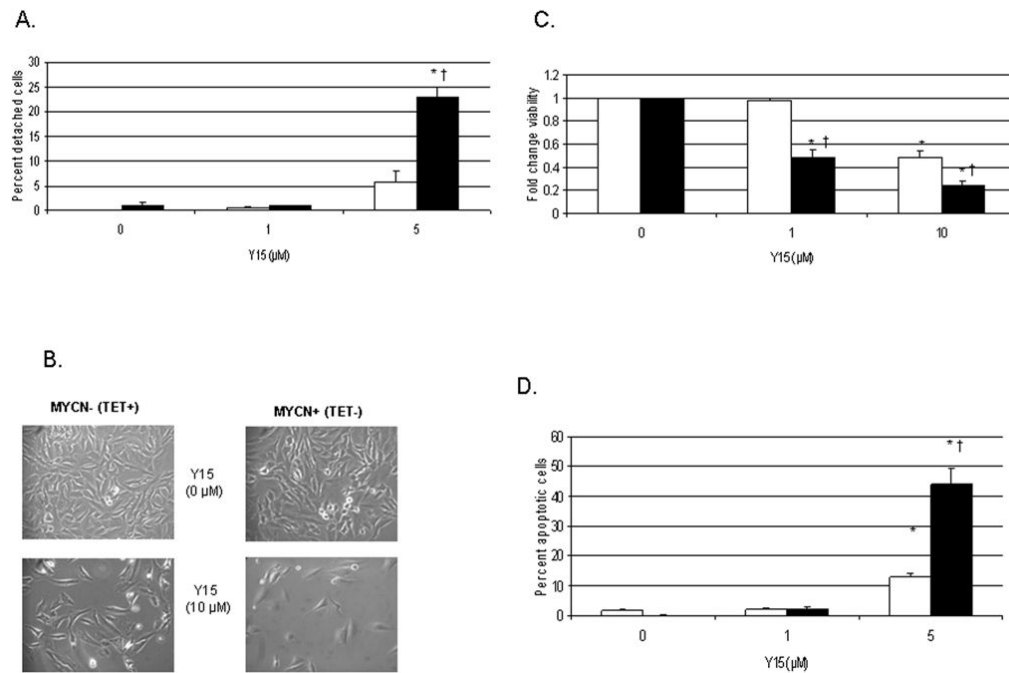 A.
Percent detached cells
30
25
20
15
10
5
0
* †
0 1 5
Y15(µM)
C.
Fold change viability
1.2
1
0.8
0.6
0.4
0.2
0
* †
*
* †
0 1 10
Y15(µM)
B.
MYCN- (TET+)
MYCN+ (TET-)
Y15
(0 µM)
Y15
(10 µM)
D.
Percent apoptotic cells
60
50
40
30
20
10
0
*
* †
0 1 5
Y15(µM)